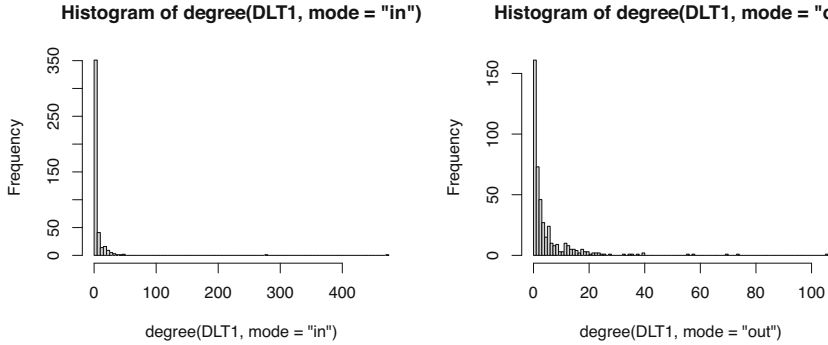 Histogram of degree(DLT1, mode = "in")
Frequency
350
250
150
50
0
0 100 200 300 400
degree(DLT1, mode = "in")
Histogram of degree(DLT1, mode = "o
Frequency
150
100
50
0
0 20 40 60 80 100
degree(DLT1, mode = "out")